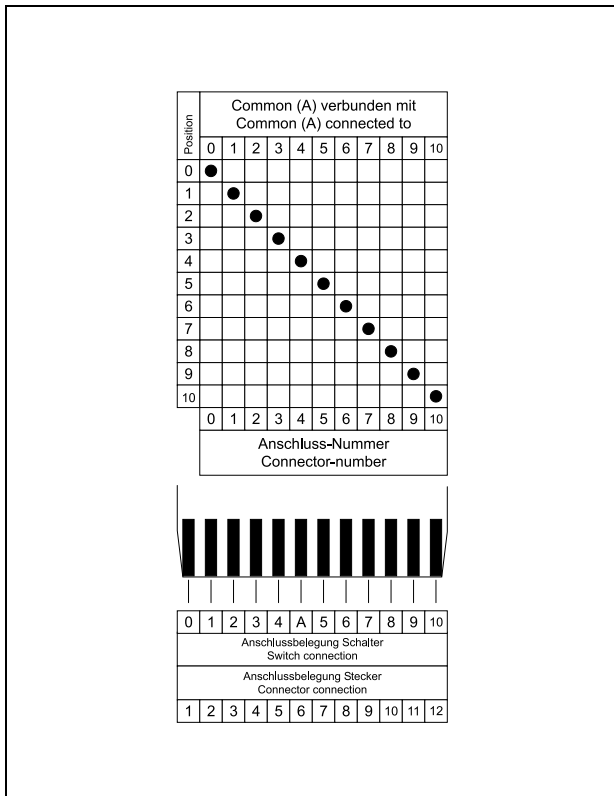 Position
Common (A) verbunden mit
Common (A) connected to
0 1 2 3 4 5 6 7 8 9 10
0
1
2
3
4
5
6
7
8
9
10
0 1 2 3 4 5 6 7 8 9 10
Anschluss-Nummer
Connector-number
0 1 2 3 4 A 5 6 7 8 9 10
Anschlussbelegung Schalter
Switch connection
Anschlussbelegung Stecker
Connector connection
1 2 3 4 5 6 7 8 9 10 11 12